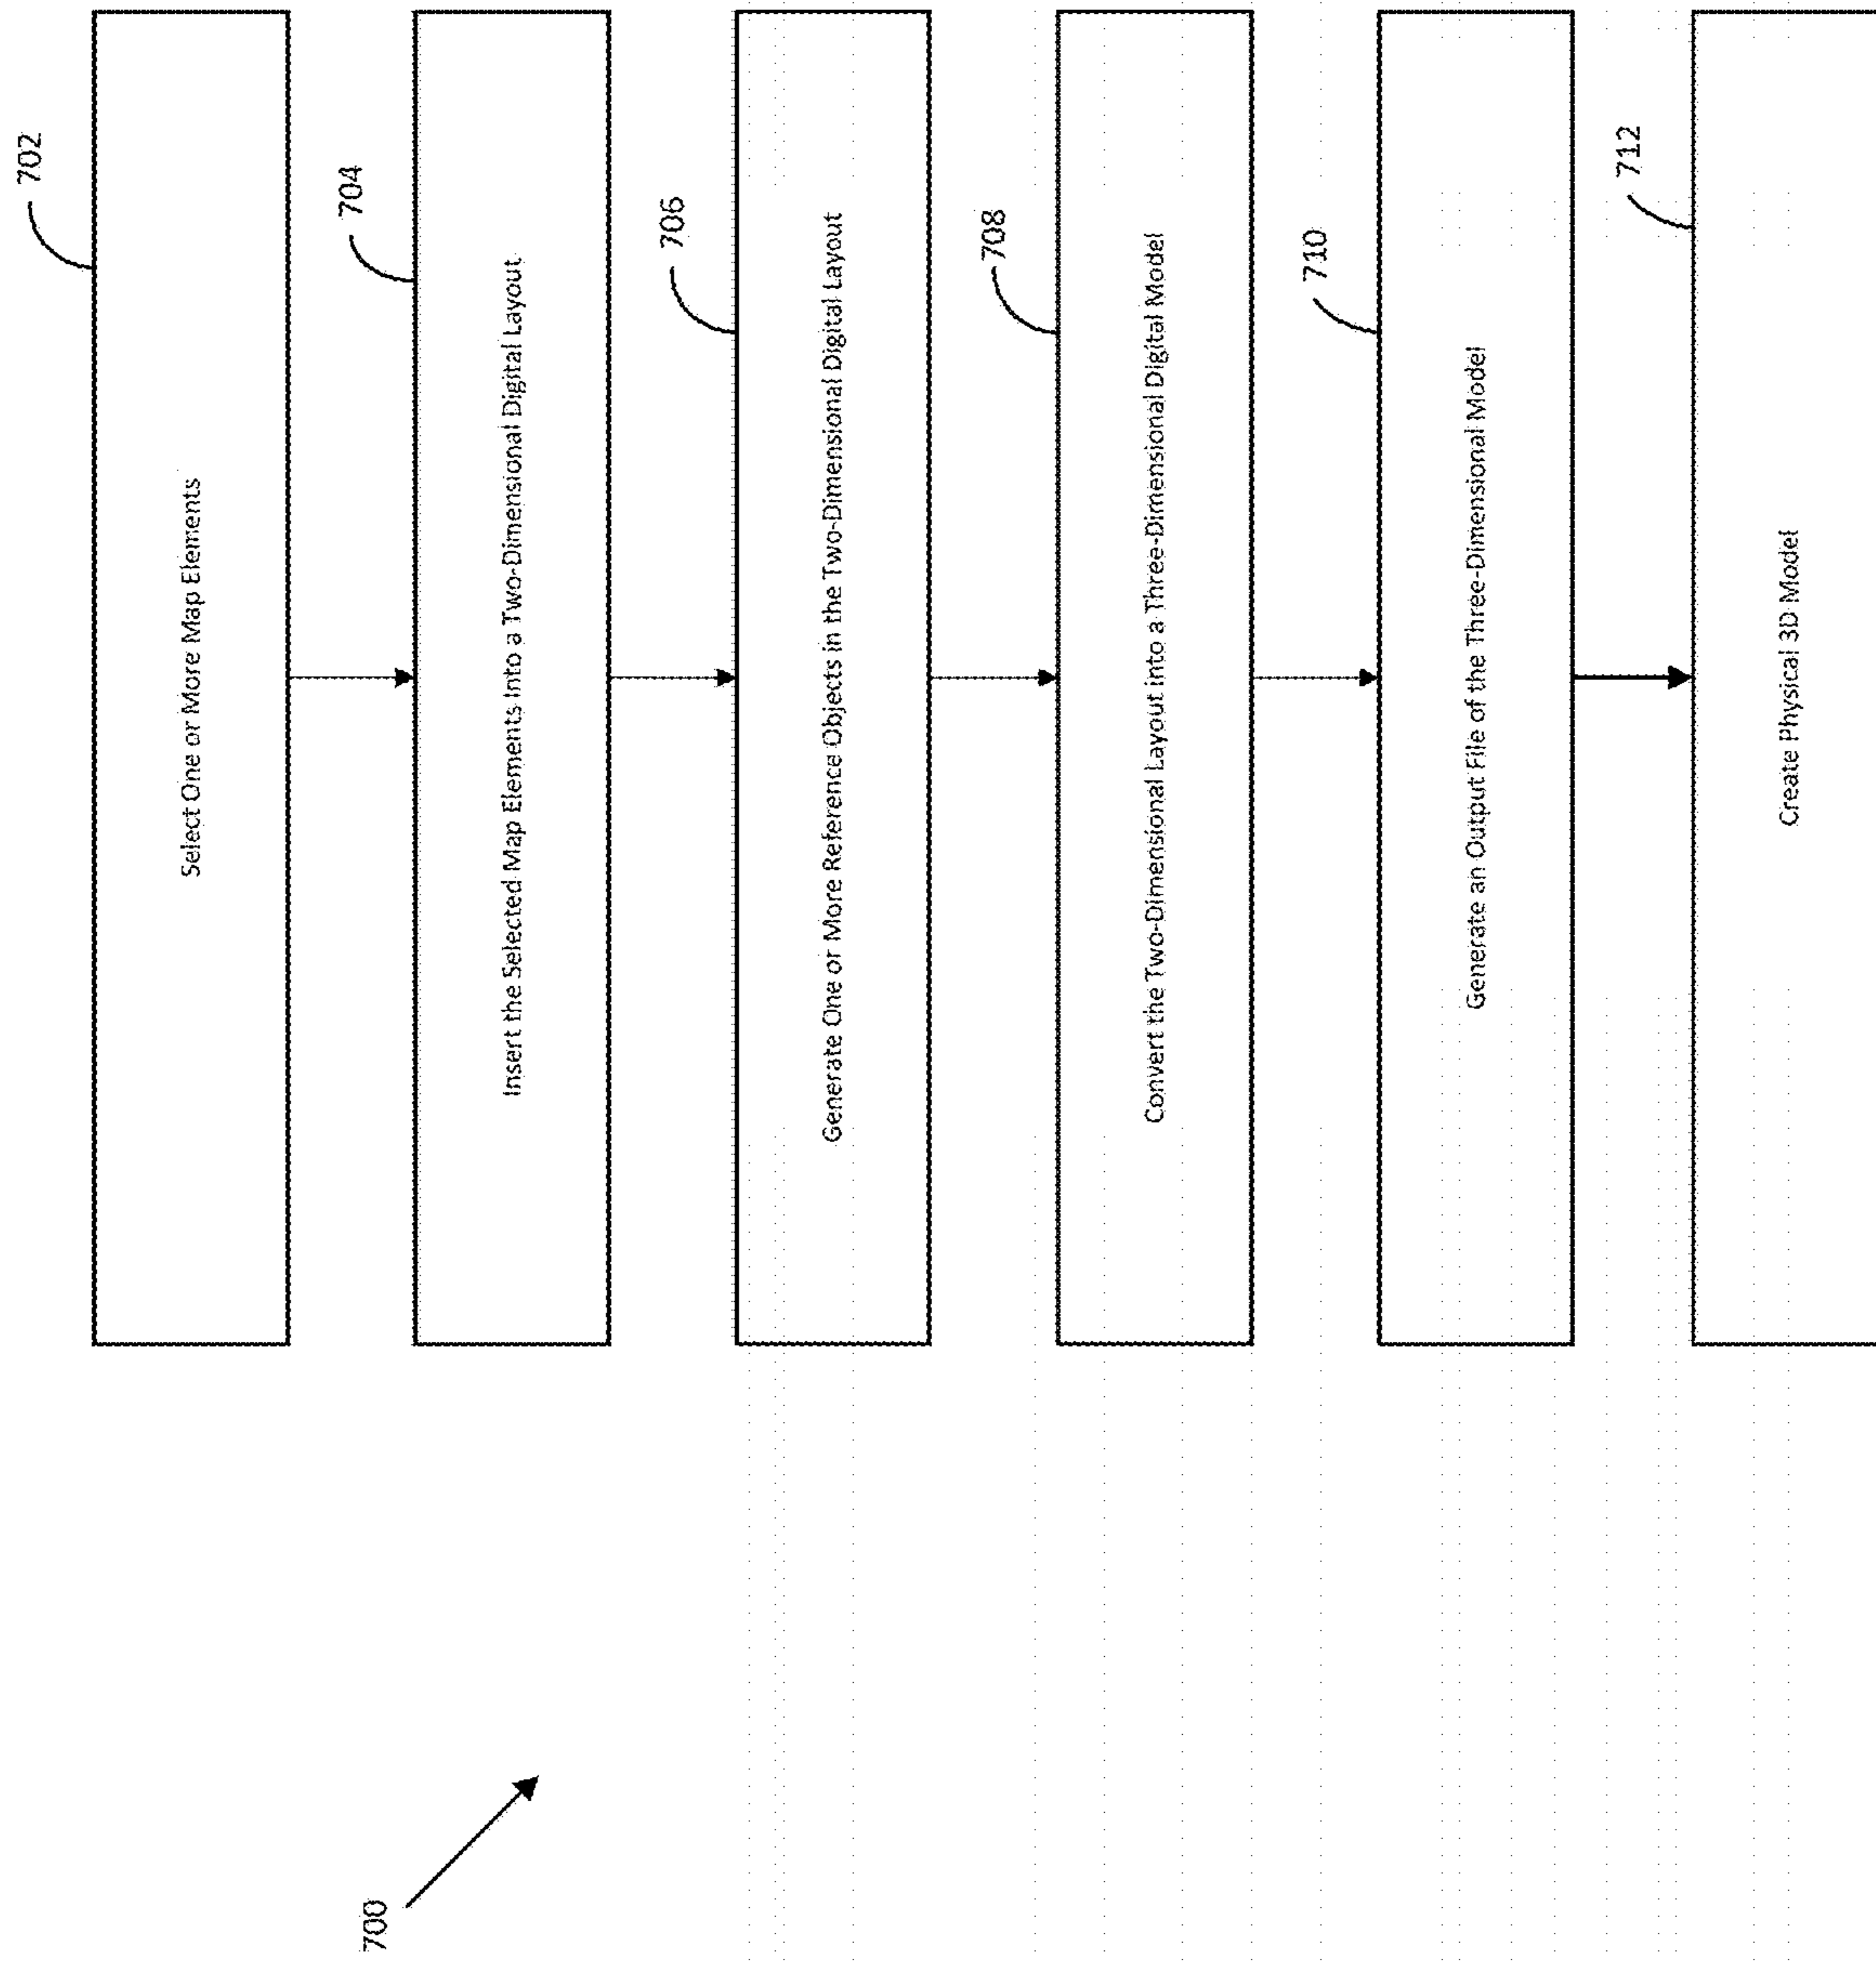 700
702
Select One or More Map Elements
704
Insert the Selected Map Elements Into a Two-Dimensional Digital Layout
706
Generate One or More Reference Objects in the Two-Dimensional Digital Layout
708
Convert the Two-Dimensional Layout into a Three-Dimensional Digital Model
710
Generate an Output File of the Three-Dimensional Model
712
Create Physical 3D Model